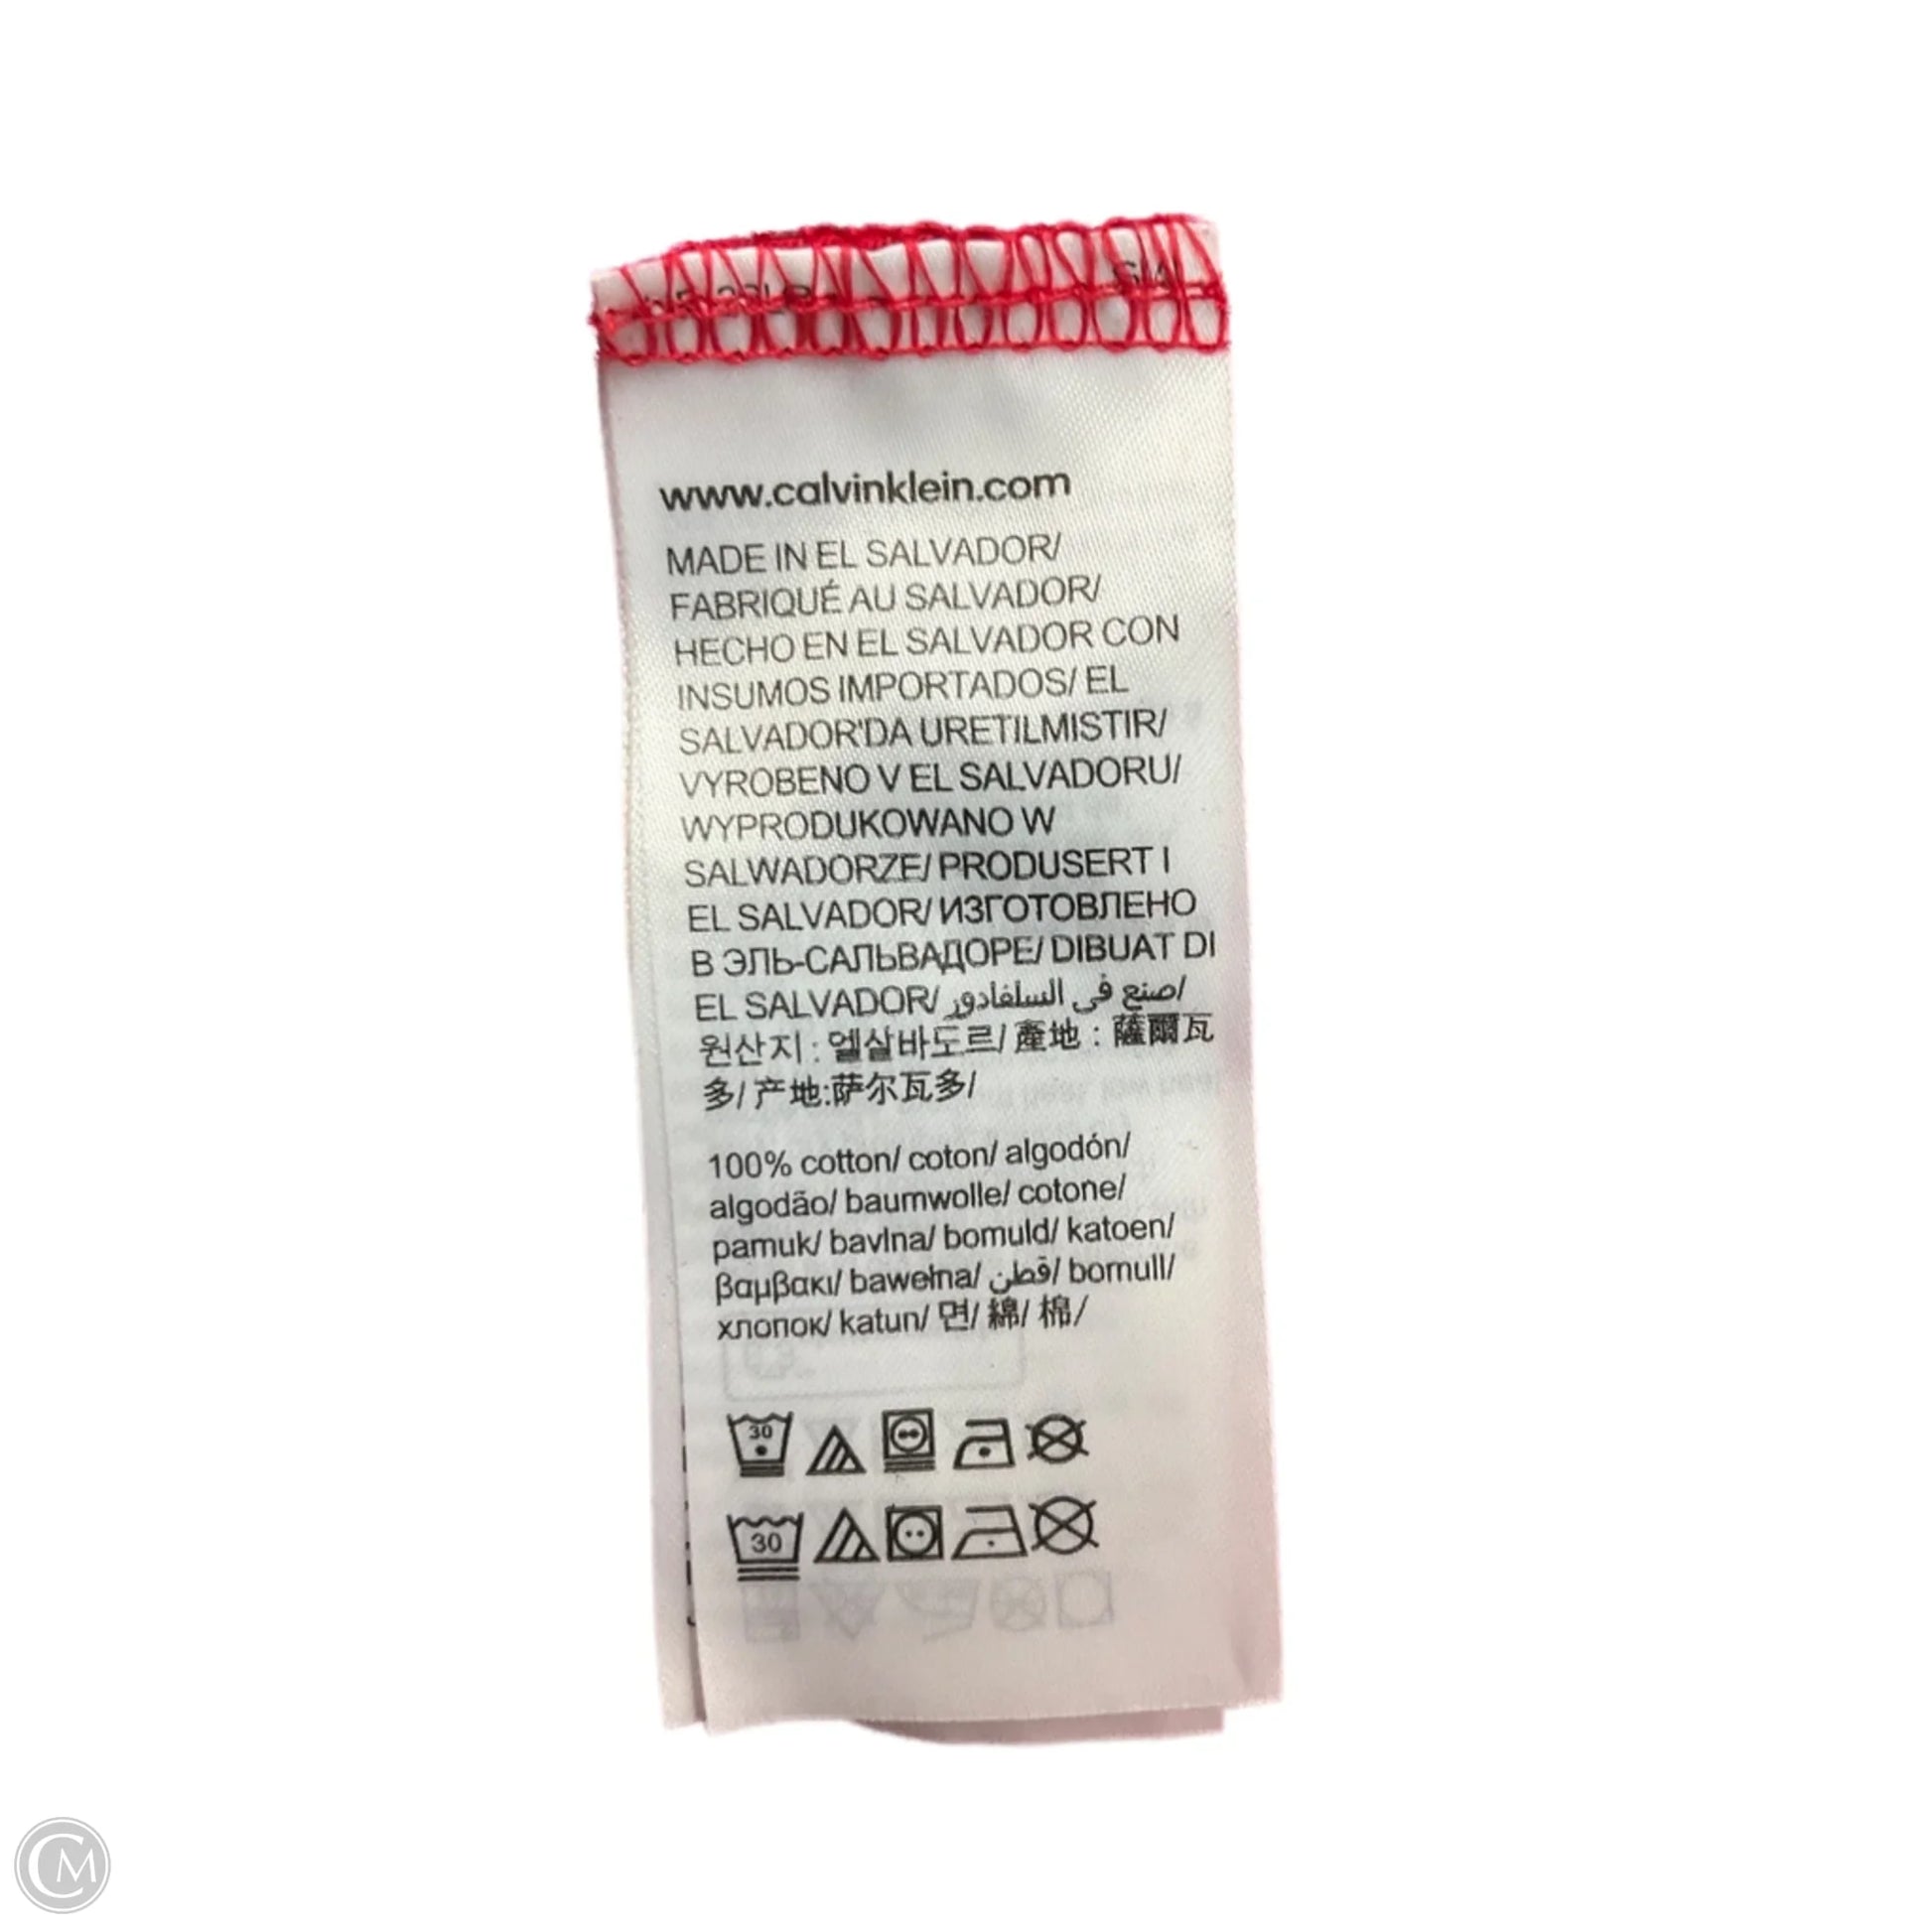 www.calvinklein.com
MADE IN EL SALVADOR/
FABRIQUÉ AU SALVADOR/
HECHO EN EL SALVADOR CON
INSUMOS IMPORTADOS/ EL
SALVADOR'DA URETILMISTIR/
VYROBENO V EL SALVADORU/
WYPRODUKOWANO W
SALWADORZE/ PRODUSERT I
EL SALVADOR/ ИЗГОТОВЛЕНО
В ЭЛЬ-САЛЬВАДОРЕ/ DIBUAT DI
EL SALVADOR/ صنع في السلفادور/
원산지 : 엘살바도르/ 產地 : 薩爾瓦
多/ 产地:萨尔瓦多/
100% cotton/ coton/ algodón/
algodão/ baumwolle/ cotone/
pamuk/ bavlna/ bomuld/ katoen/
βαμβακι/ bawełna/ قطن/ bomull/
хлопок/ katun/ 면/ 綿/ 棉/
30
30
CM